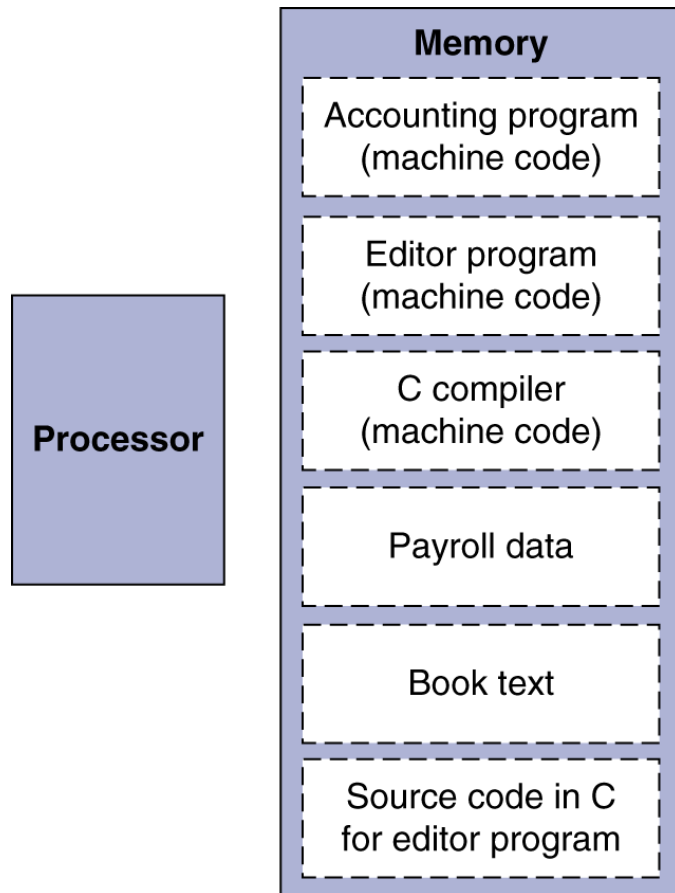 Memory
Accounting program
(machine code)
Editor program
(machine code)
C compiler
(machine code)
Processor
Payroll data
Book text
Source code in C
for editor program